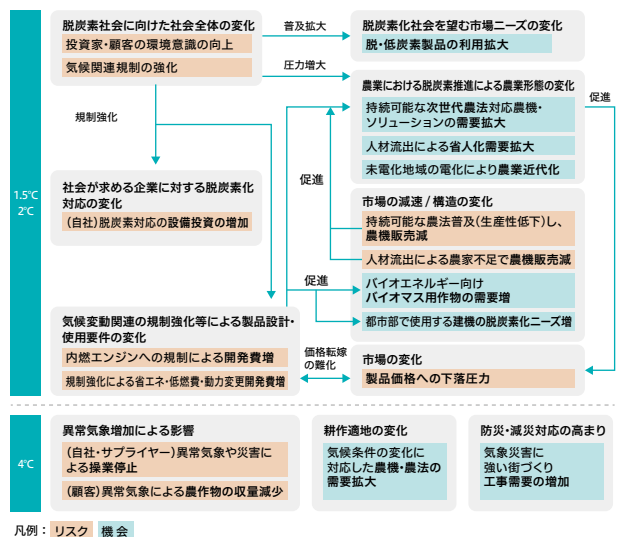 1.5℃
2℃
脱炭素社会に向けた社会全体の変化
投資家・顧客の環境意識の向上
気候関連規制の強化
普及拡大
圧力増大
規制強化
脱炭素化社会を望む市場ニーズの変化
脱・低炭素製品の利用拡大
農業における脱炭素推進による農業形態の変化
持続可能な次世代農法対応農機・
ソリューションの需要拡大
人材流出による省人化需要拡大
未電化地域の電化により農業近代化
促進
社会が求める企業に対する脱炭素化
対応の変化
(自社)脱炭素対応の設備投資の増加
促進
市場の減速/構造の変化
持続可能な農法普及(生産性低下)し、
農機販売減
人材流出による農家不足で農機販売減
バイオエネルギー向け
バイオマス用作物の需要増
都市部で使用する建機の脱炭素化ニーズ増
促進
気候変動関連の規制強化等による製品設計・
使用要件の変化
内燃エンジンへの規制による開発費増
規制強化による省エネ・低燃費・動力変更開発費増
価格転嫁
の難化
市場の変化
製品価格への下落圧力
4℃
異常気象増加による影響
(自社・サプライヤー)異常気象や災害に
よる操業停止
(顧客)異常気象による農作物の収量減少
耕作適地の変化
気候条件の変化に
対応した農機・農法の
需要拡大
防災・減災対応の高まり
気象災害に
強い街づくり
工事需要の増加
凡例：リスク 機会